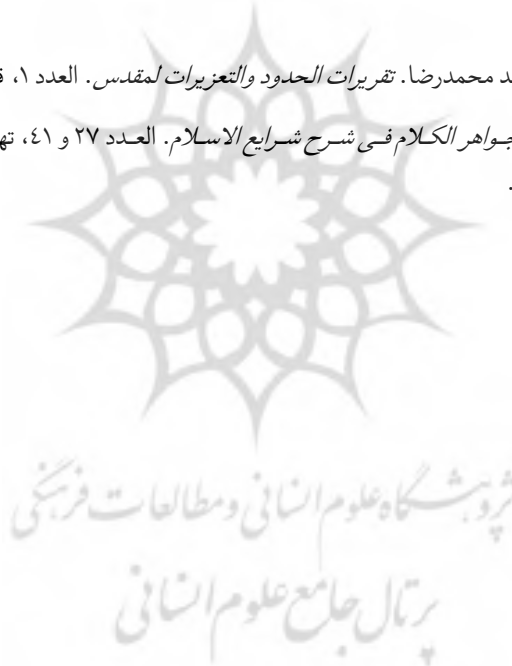 د محمدرضا. تقریرات الحدود والتعزیرات لمقدس. العدد ۱، ق
جواهر الکلام فی شرح شرایع الاسلام. العدد ۲۷ و ٤۱، ته
.
پژوهشگاه علوم انسانی و مطالعات فرهنگی
پرتال جامع علوم انسانی